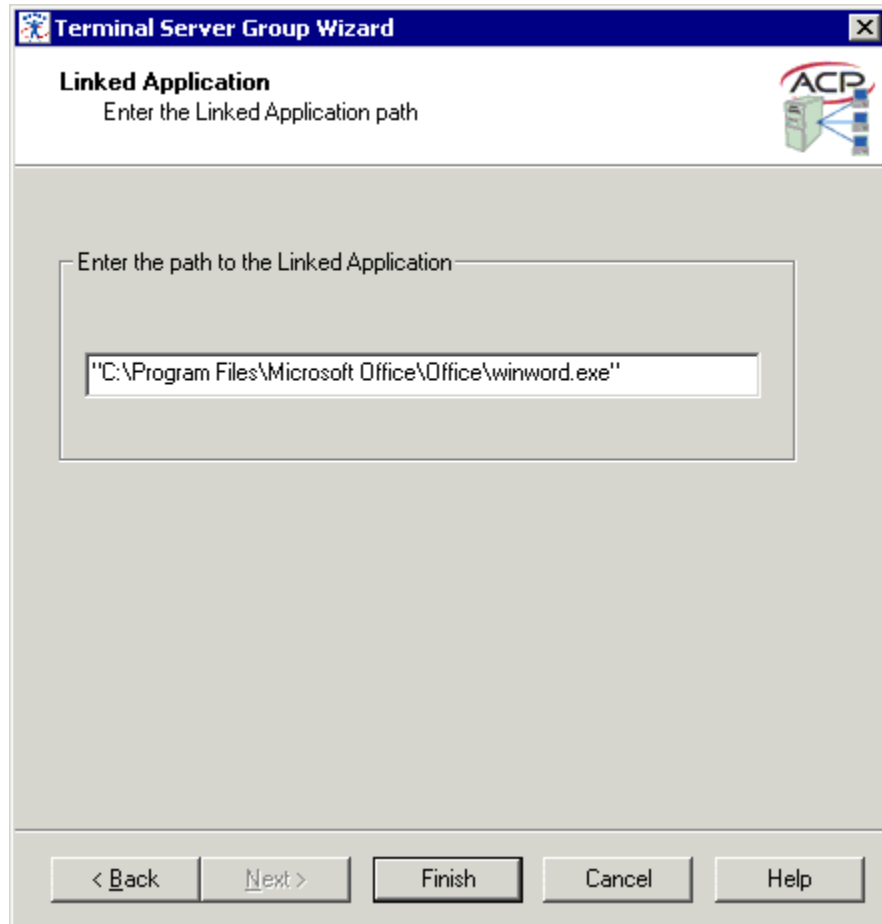 Terminal Server Group Wizard
Linked Application
Enter the Linked Application path
ACP
Enter the path to the Linked Application
"C:\Program Files\Microsoft Office\Office\winword.exe"
< Back Next > Finish Cancel Help